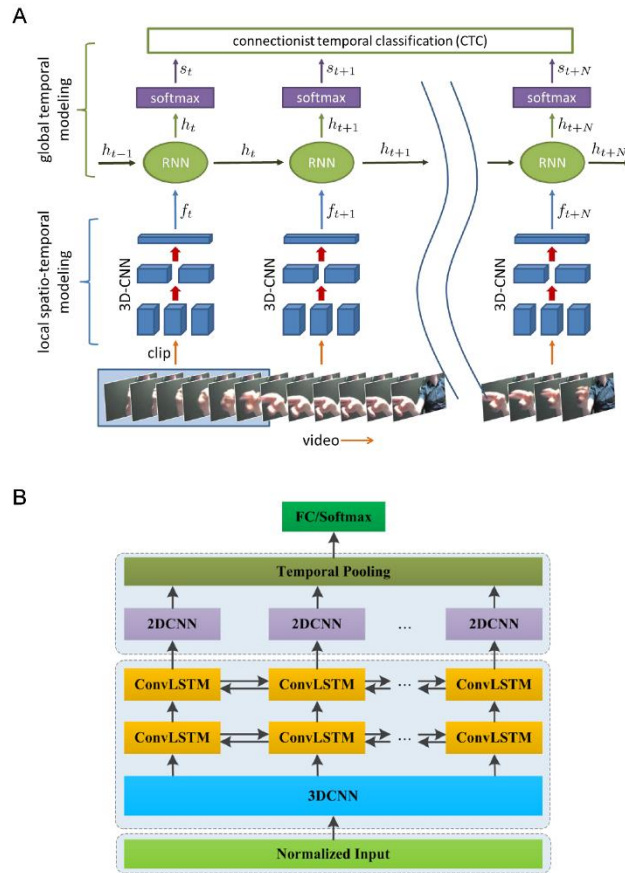 A
connectionist temporal classification (CTC)
s_t s_{t+1} s_{t+N}
softmax softmax softmax
h_t h_{t+1} h_{t+N}
global temporal
modeling
h_{t-1} h_t h_{t+1} h_{t+N}
RNN RNN RNN
f_t f_{t+1} f_{t+N}
local spatio-temporal
modeling
3D-CNN 3D-CNN 3D-CNN
clip
video
B
FC/Softmax
Temporal Pooling
2DCNN 2DCNN ... 2DCNN
ConvLSTM ConvLSTM ... ConvLSTM
ConvLSTM ConvLSTM ... ConvLSTM
3DCNN
Normalized Input